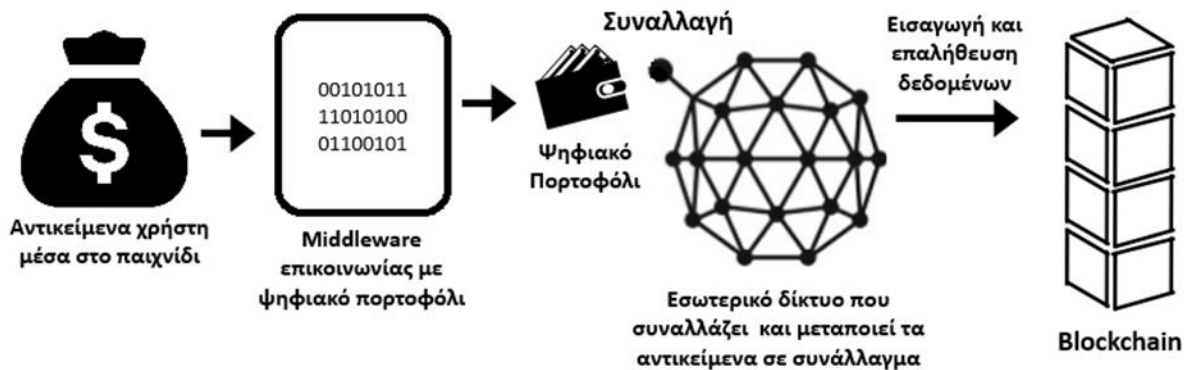 $
Αντικείμενα χρήστη
μέσα στο παιχνίδι
00101011
11010100
01100101
Middleware
επικοινωνίας με
ψηφιακό πορτοφόλι
Συναλλαγή
Ψηφιακό
Πορτοφόλι
Εσωτερικό δίκτυο που
συναλλάζει και μεταποιεί τα
αντικείμενα σε συνάλλαγμα
Εισαγωγή και
επαλήθευση
δεδομένων
Blockchain